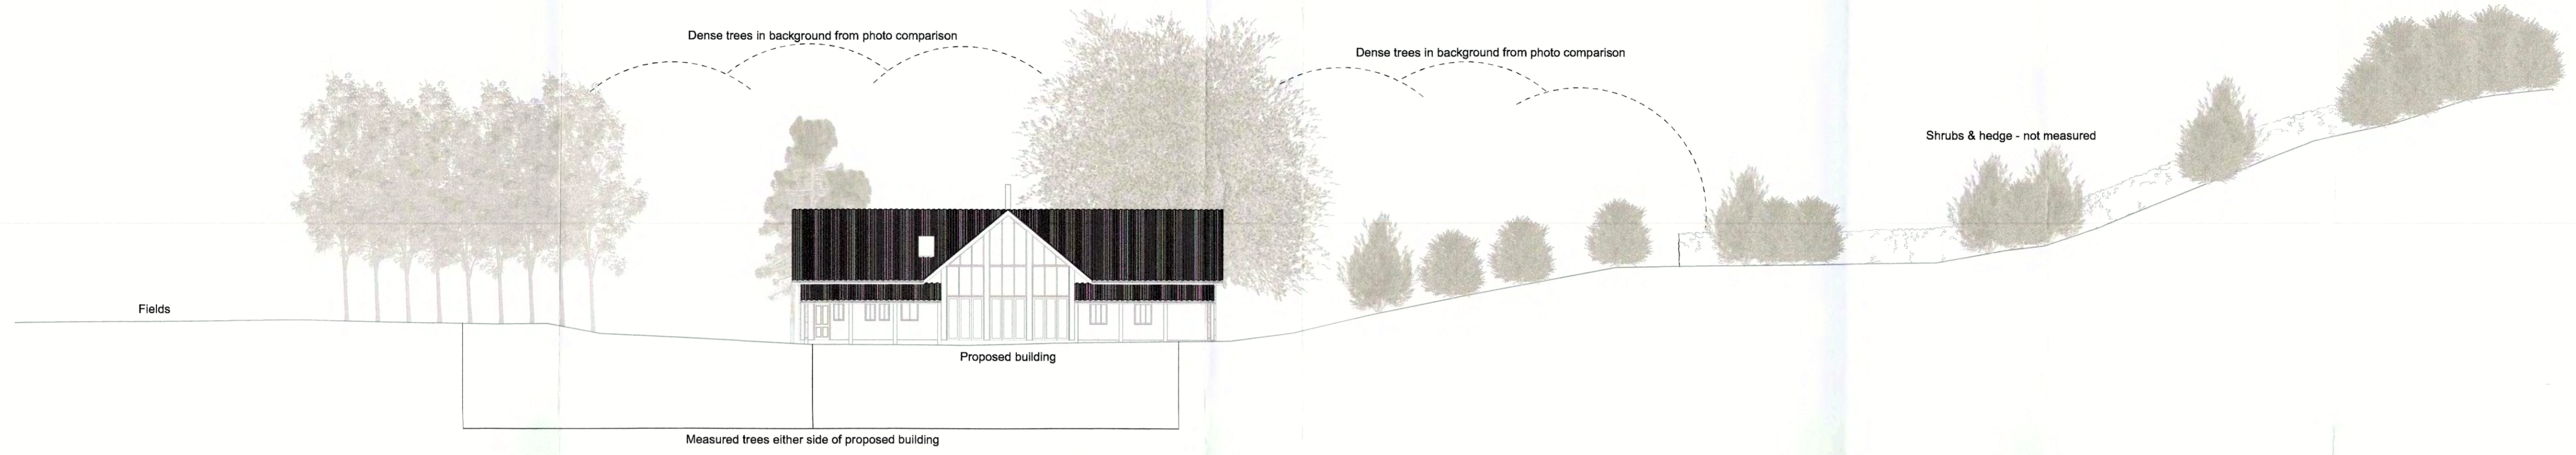 Dense trees in background from photo comparison
Dense trees in background from photo comparison
Shrubs & hedge - not measured
Fields
Proposed building
Measured trees either side of proposed building